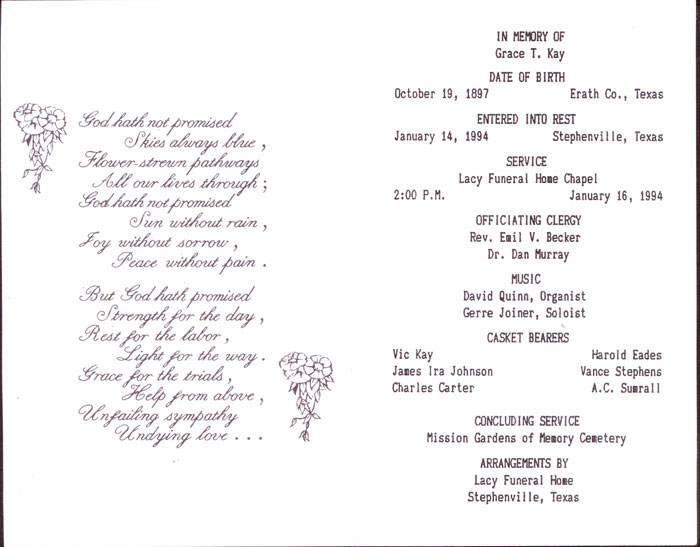 God hath not promised
Skies always blue,
Flower-strewn pathways
All our lives through;
God hath not promised
Sun without rain,
Joy without sorrow,
Peace without pain.
But God hath promised
Strength for the day,
Rest for the labor,
Light for the way.
Grace for the trials,
Help from above,
Unfailing sympathy
Undying love...
IN MEMORY OF
Grace T. Kay
DATE OF BIRTH
October 19, 1897 Erath Co., Texas
ENTERED INTO REST
January 14, 1994 Stephenville, Texas
SERVICE
Lacy Funeral Home Chapel
2:00 P.M. January 16, 1994
OFFICIATING CLERGY
Rev. Emil V. Becker
Dr. Dan Murray
MUSIC
David Quinn, Organist
Gerre Joiner, Soloist
CASKET BEARERS
Vic Kay Harold Eades
James Ira Johnson Vance Stephens
Charles Carter A.C. Sumrall
CONCLUDING SERVICE
Mission Gardens of Memory Cemetery
ARRANGEMENTS BY
Lacy Funeral Home
Stephenville, Texas